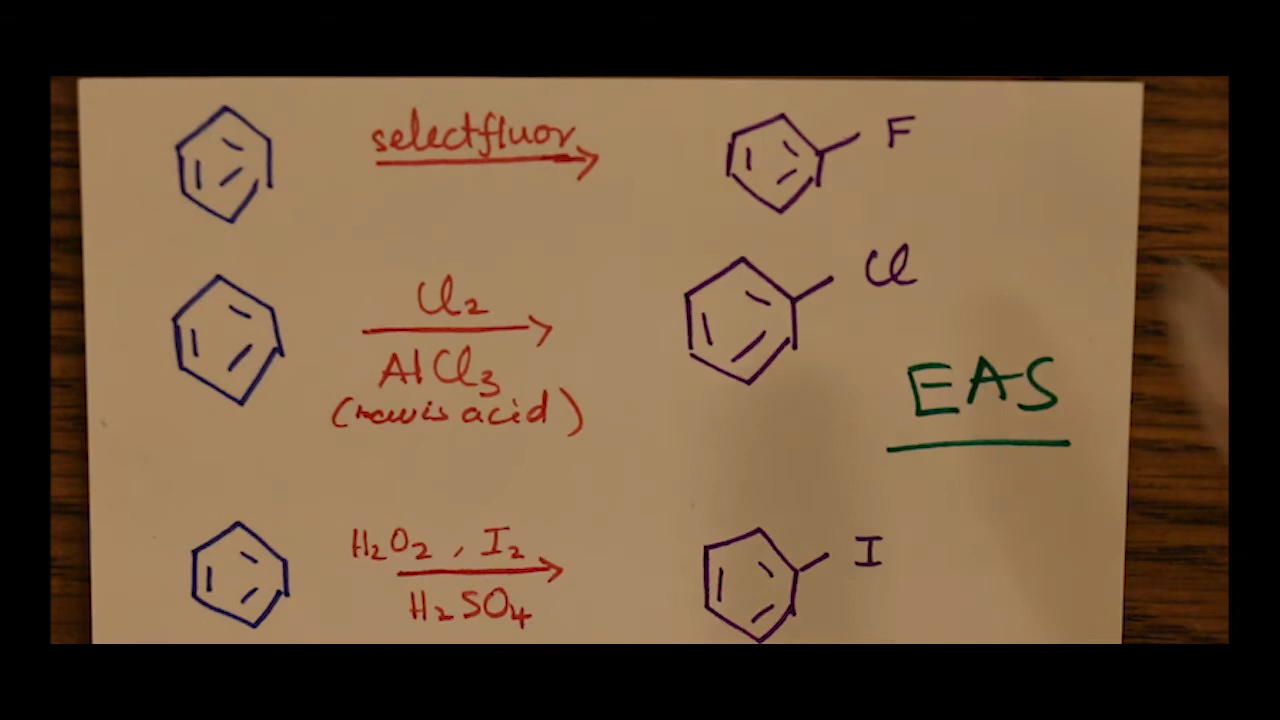 selectfluor
F
Cl₂
Cl
AlCl₃
(Lewis acid)
EAS
H₂O₂, I₂
I
H₂SO₄